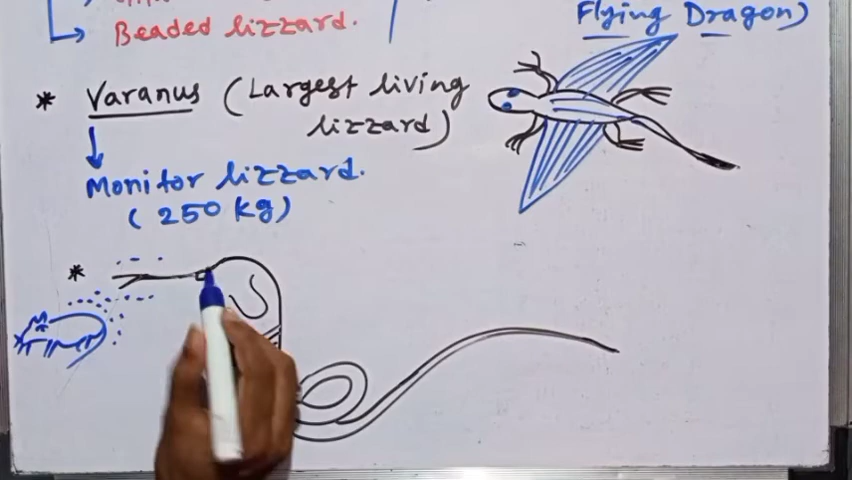 Beaded lizzard.
Flying Dragon)
* Varanus (Largest living
lizzard)
Monitor lizzard.
(250 kg)
*